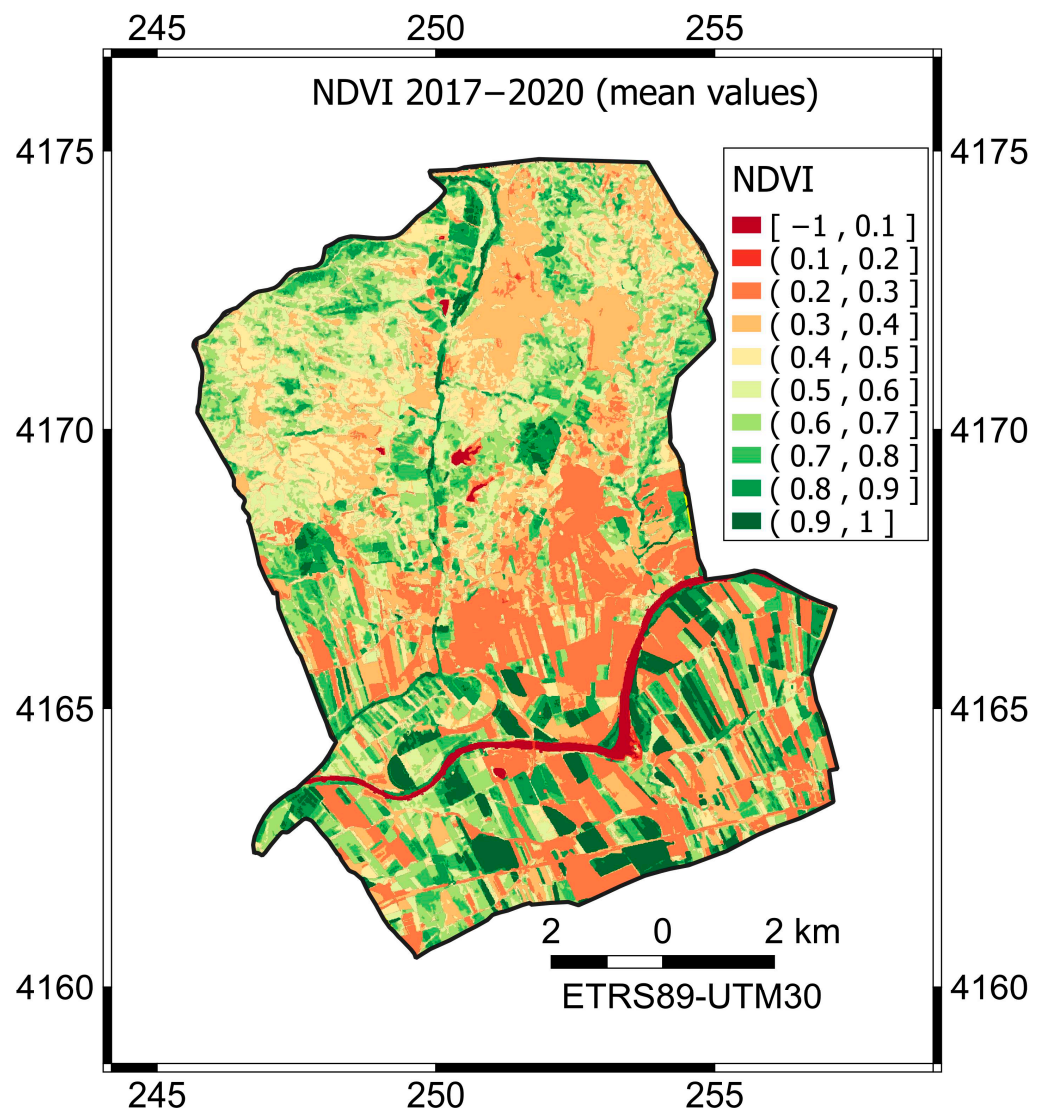 245 250 255
NDVI 2017−2020 (mean values)
4175 4175
NDVI
[ −1 , 0.1 ]
( 0.1 , 0.2 ]
( 0.2 , 0.3 ]
( 0.3 , 0.4 ]
( 0.4 , 0.5 ]
( 0.5 , 0.6 ]
( 0.6 , 0.7 ]
( 0.7 , 0.8 ]
( 0.8 , 0.9 ]
( 0.9 , 1 ]
4170 4170
4165 4165
2 0 2 km
ETRS89-UTM30
4160 4160
245 250 255